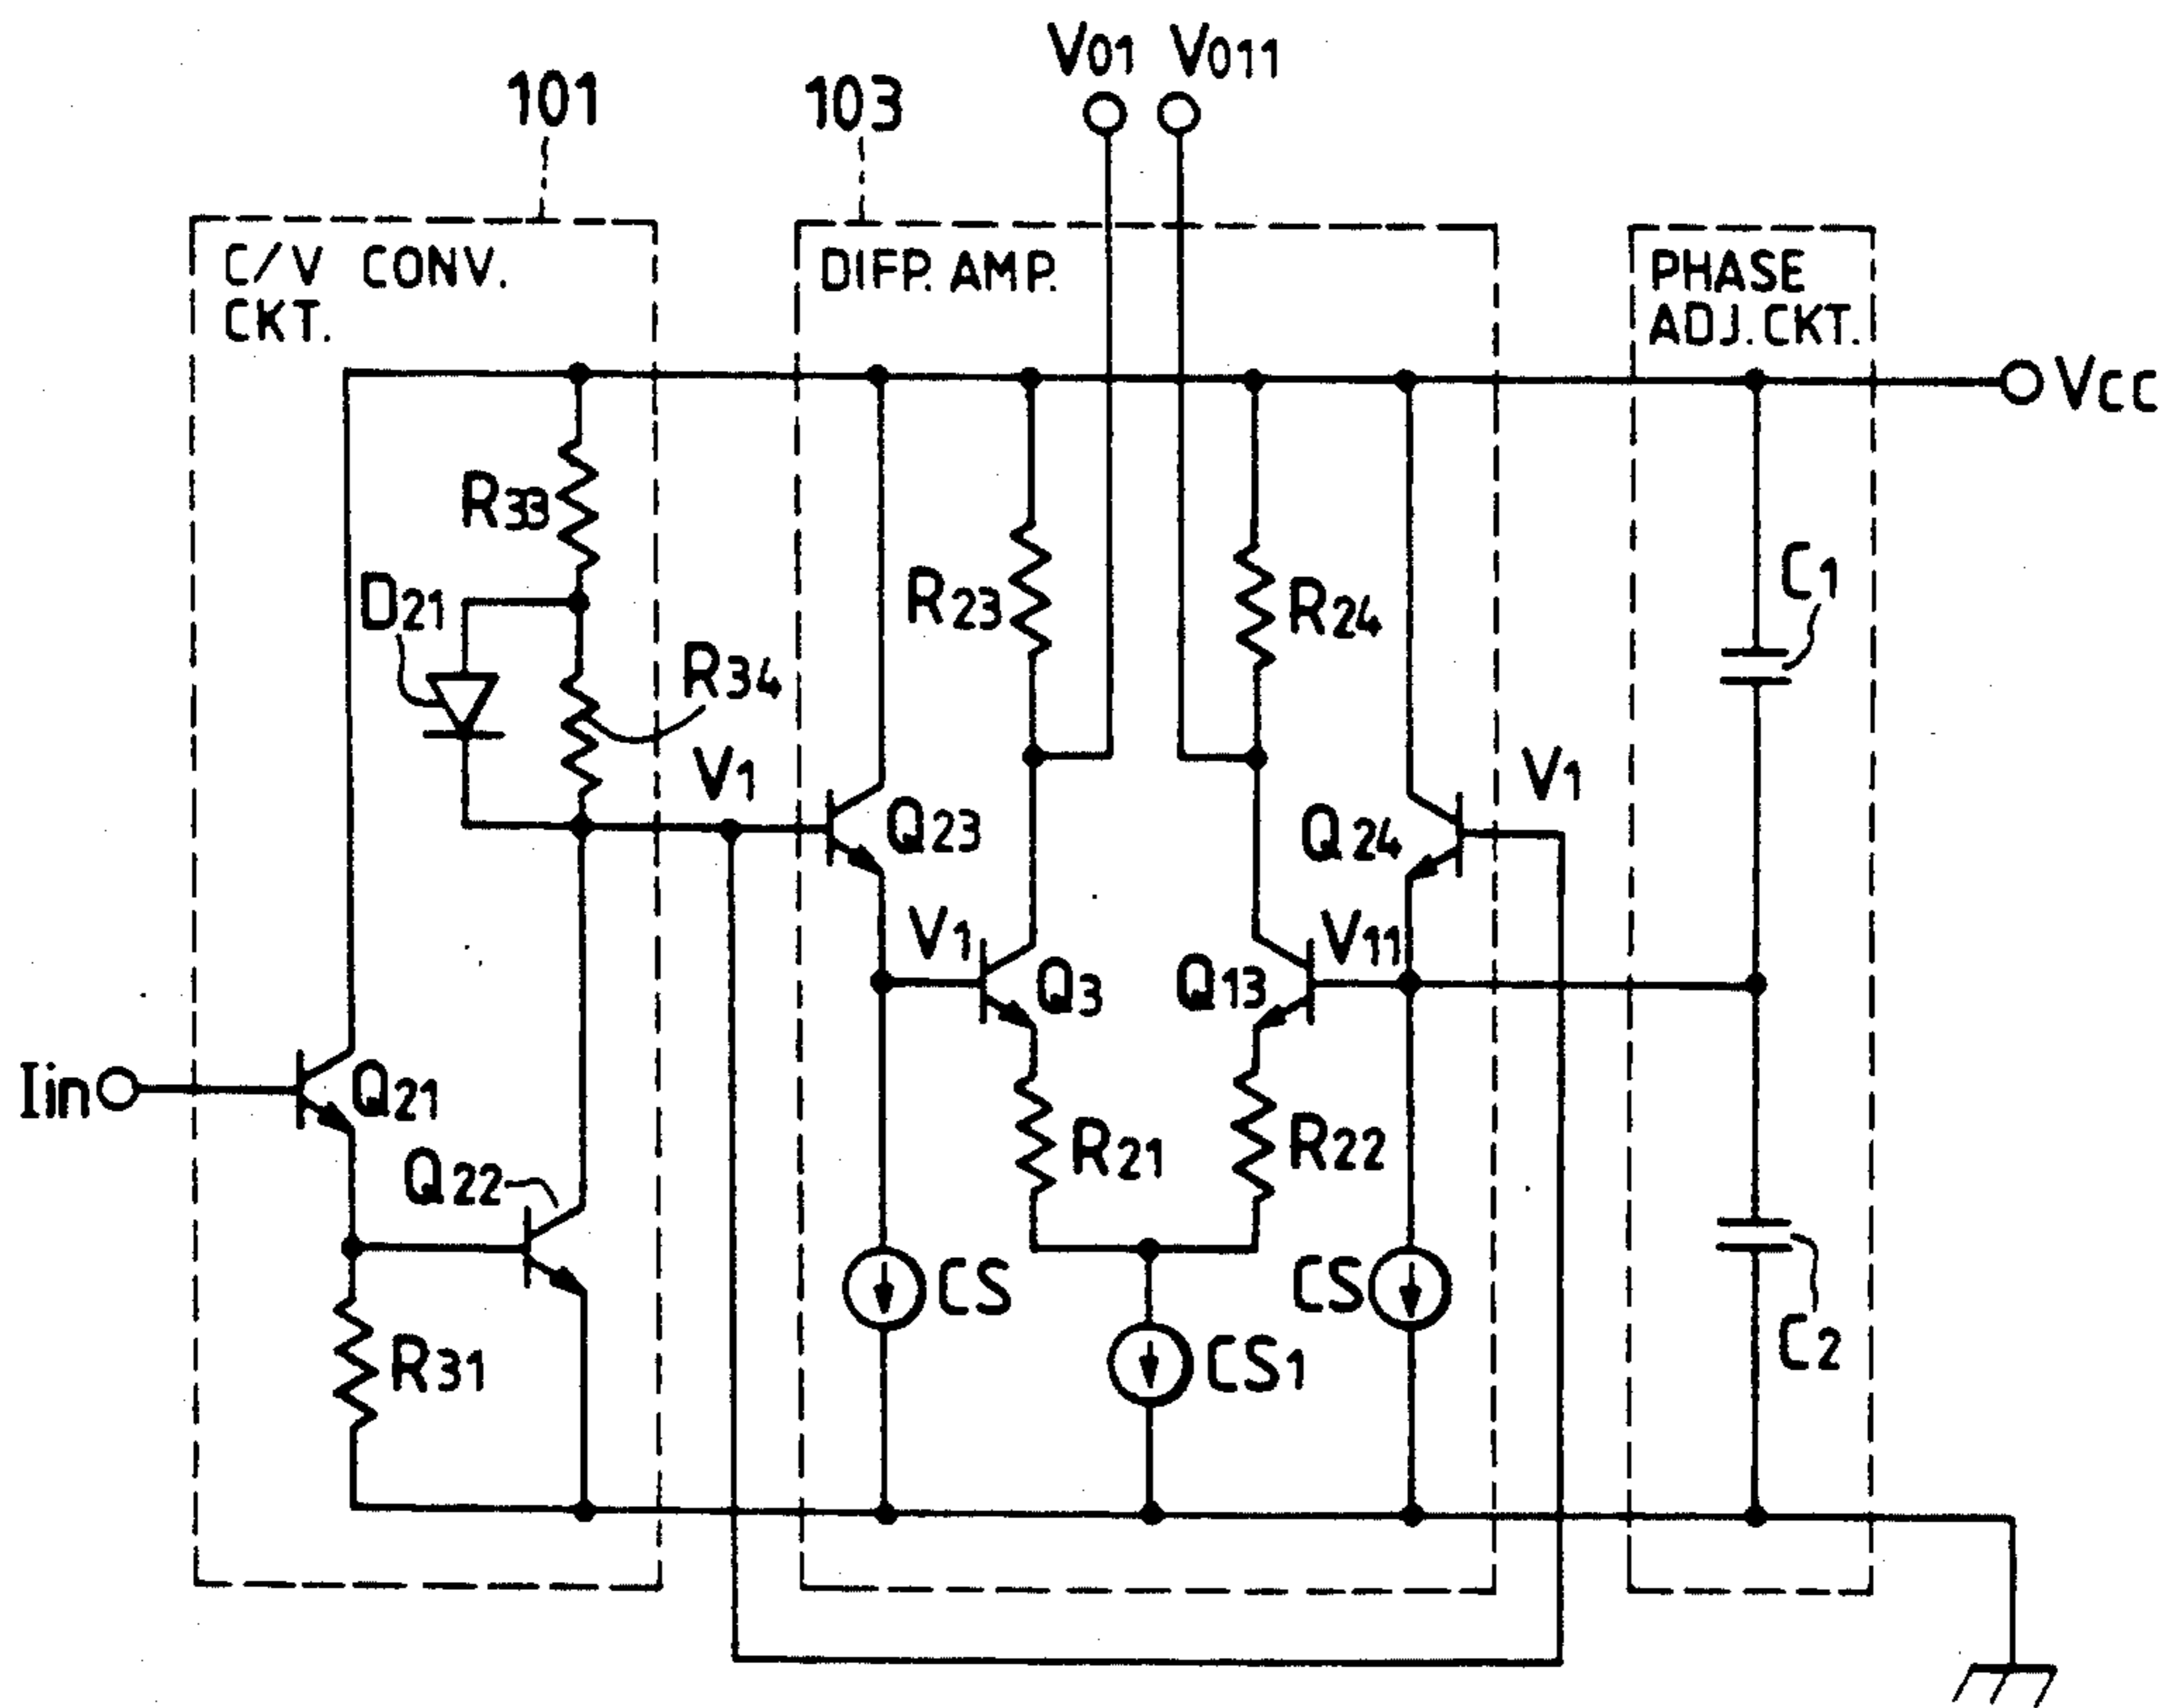 V01 V011
101 103
C/V CONV.
CKT.
DIFP. AMP.
PHASE
ADJ. CKT.
VCC
R33
D21
R34
R23
R24
C1
V1
V1
Q23
Q24
V1
V11
Q3
Q13
Iin
Q21
Q22
R21
R22
CS
CS
CS1
R31
C2